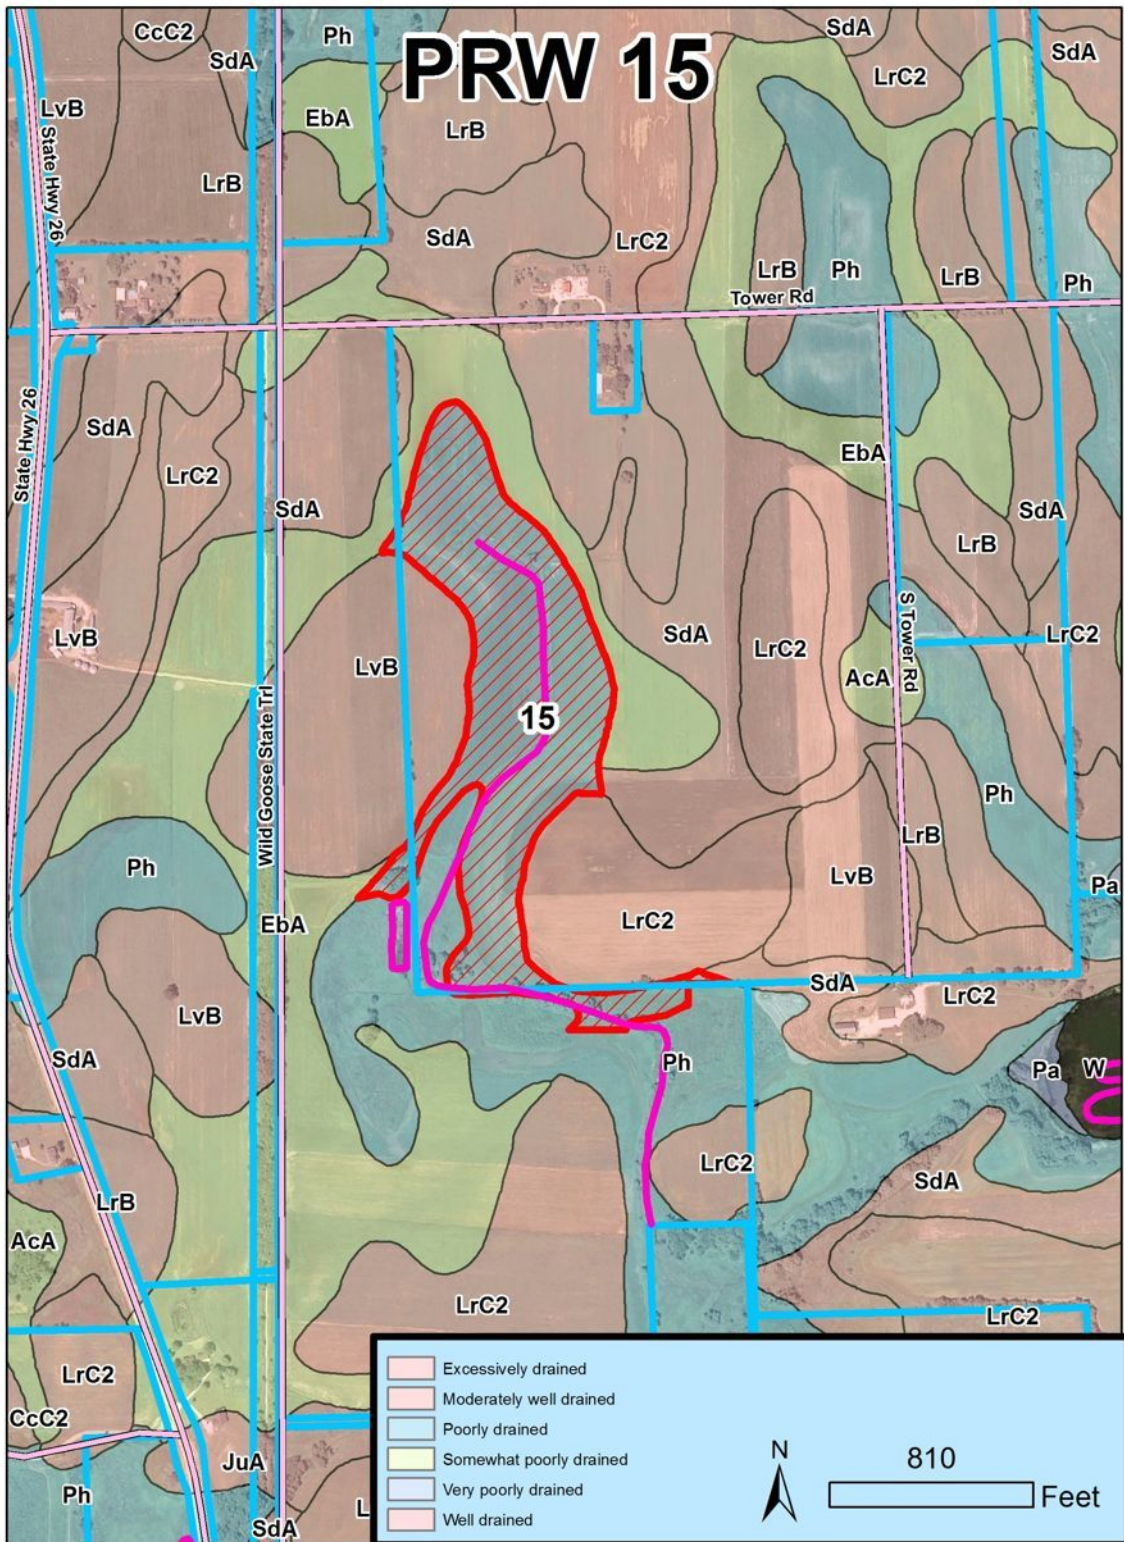 PRW 15
CcC2
SdA
Ph
SdA
SdA
LvB
State Hwy 26
EbA
LrB
LrC2
LrB
SdA
LrC2
LrB
Ph
LrB
Ph
Tower Rd
State Hwy 26
SdA
LrC2
SdA
EbA
SdA
LrB
S Tower Rd
LvB
LvB
SdA
LrC2
LrC2
AcA
15
Wild Goose State Trl
Ph
Ph
LrB
LvB
Pa
EbA
LrC2
SdA
LrC2
LvB
SdA
Ph
Pa
W
LrC2
SdA
LrB
AcA
LrC2
LrC2
LrC2
CcC2
JuA
Ph
SdA
L
Excessively drained
Moderately well drained
Poorly drained
Somewhat poorly drained
Very poorly drained
Well drained
N
810
Feet